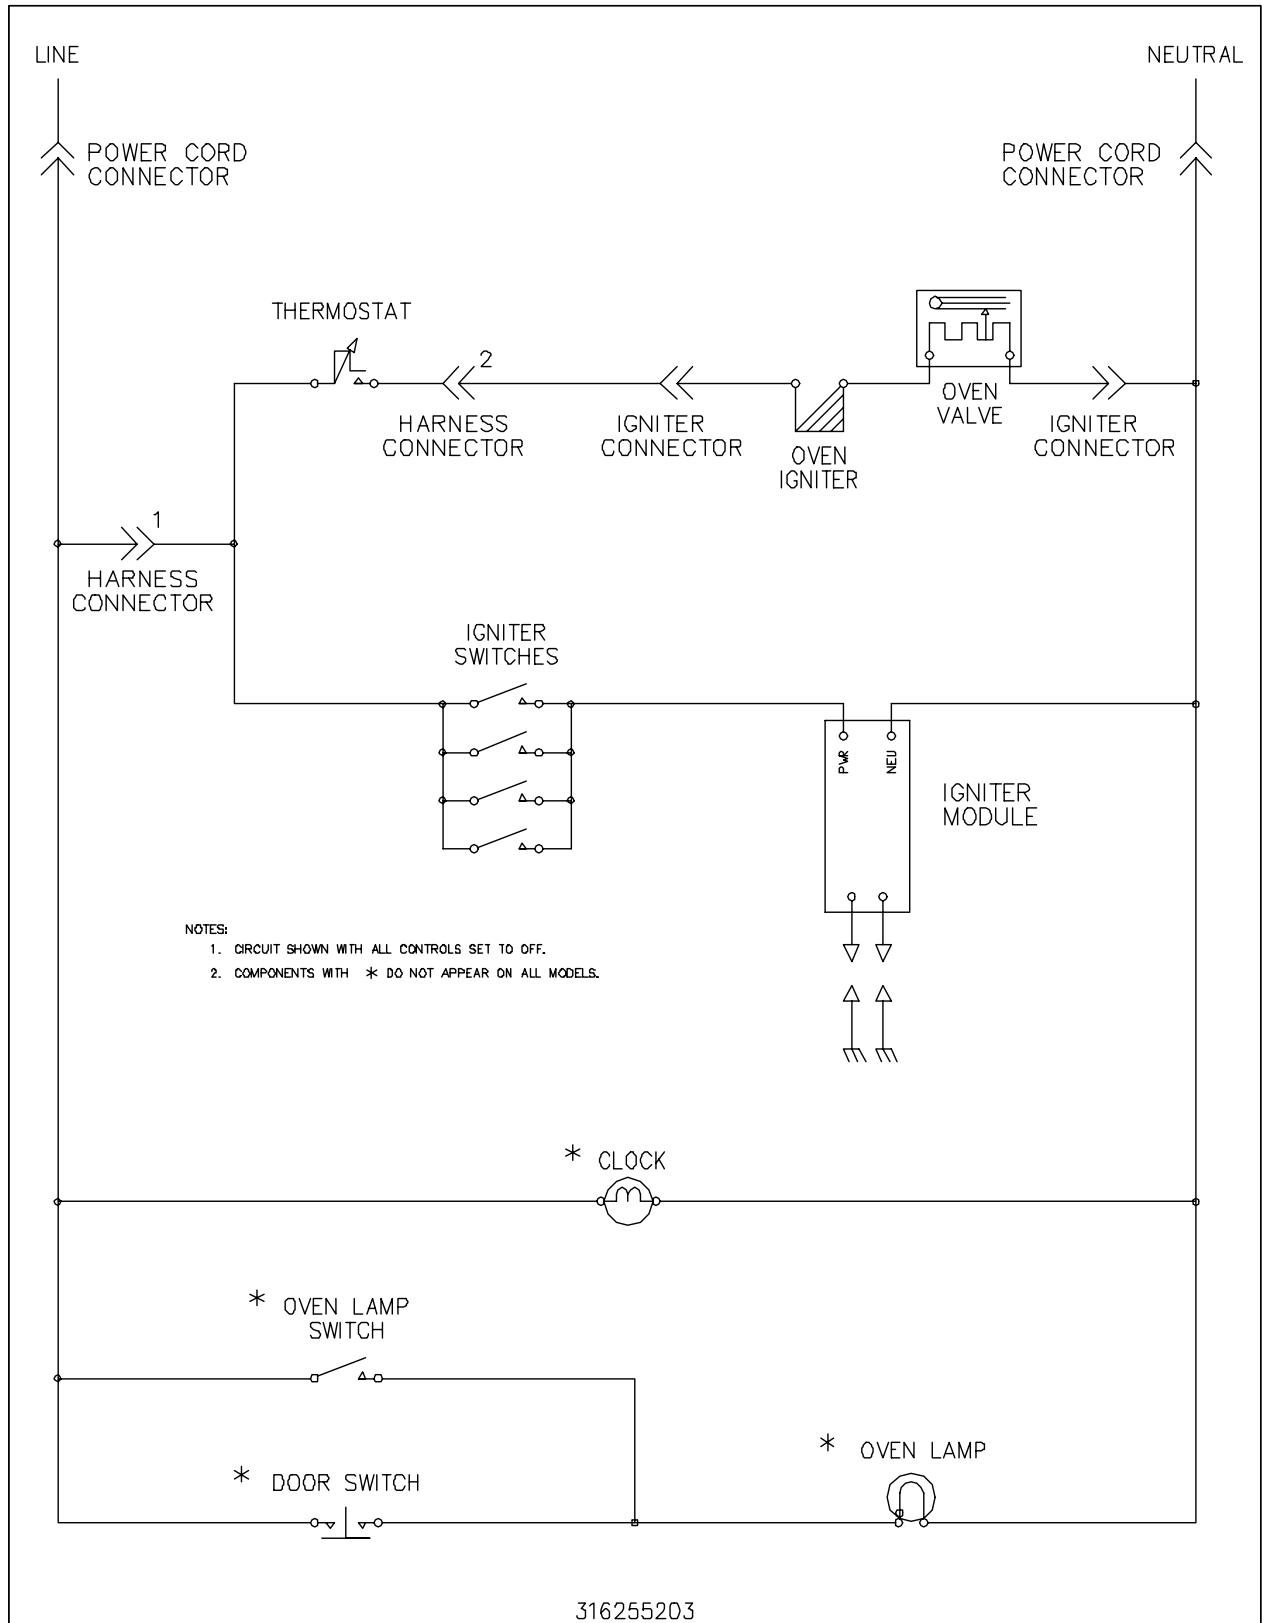 LINE
NEUTRAL
POWER CORD
CONNECTOR
POWER CORD
CONNECTOR
THERMOSTAT
2
HARNESS
CONNECTOR
IGNITER
CONNECTOR
OVEN
IGNITER
OVEN
VALVE
IGNITER
CONNECTOR
1
HARNESS
CONNECTOR
IGNITER
SWITCHES
PWR
NEU
IGNITER
MODULE
NOTES:
1. CIRCUIT SHOWN WITH ALL CONTROLS SET TO OFF.
2. COMPONENTS WITH * DO NOT APPEAR ON ALL MODELS.
* CLOCK
* OVEN LAMP
SWITCH
* OVEN LAMP
* DOOR SWITCH
316255203